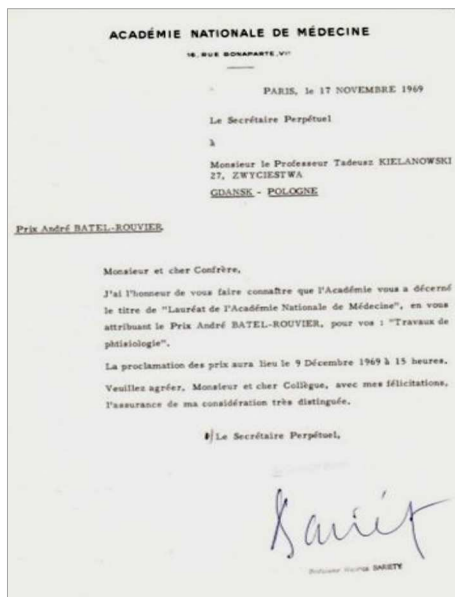 ACADÉMIE NATIONALE DE MÉDECINE
16, RUE BONAPARTE, VIe
PARIS, le 17 NOVEMBRE 1969
Le Secrétaire Perpétuel
à
Monsieur le Professeur Tadeusz KIELANOWSKI
27, ZWYCIESTWA
GDANSK - POLOGNE
Prix André BATEL-ROUVIER.
Monsieur et cher Confrère,
J'ai l'honneur de vous faire connaître que l'Académie vous a décerné
le titre de "Lauréat de l'Académie Nationale de Médecine", en vous
attribuant le Prix André BATEL-ROUVIER, pour vos : "Travaux de
phtisiologie".
La proclamation des prix aura lieu le 9 Décembre 1969 à 15 heures.
Veuillez agréer, Monsieur et cher Collègue, avec mes félicitations,
l'assurance de ma considération très distinguée.
Le Secrétaire Perpétuel,
Professeur SARIETY